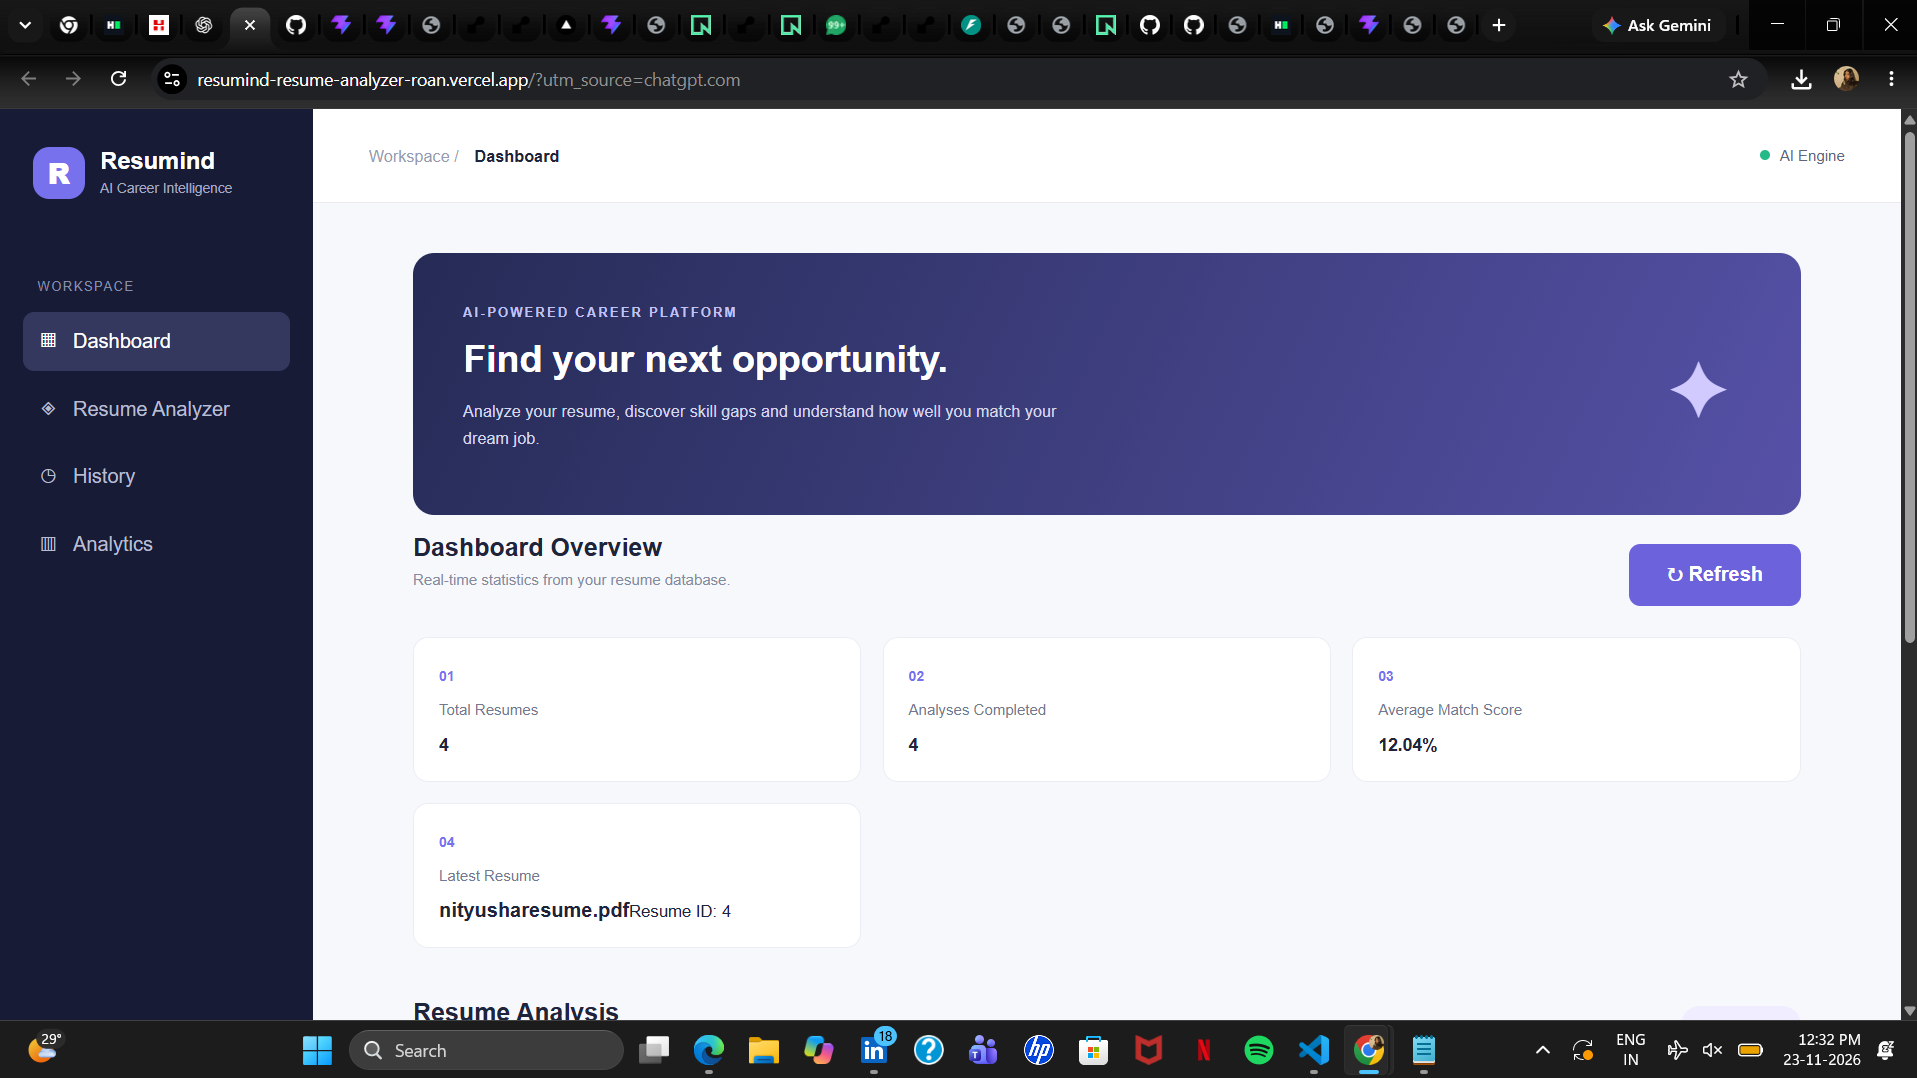 Ask Gemini
resumind-resume-analyzer-roan.vercel.app/?utm_source=chatgpt.com
R
Resumind
AI Career Intelligence
WORKSPACE
Dashboard
Resume Analyzer
History
Analytics
Workspace / Dashboard
AI Engine
AI-POWERED CAREER PLATFORM
Find your next opportunity.
Analyze your resume, discover skill gaps and understand how well you match your
dream job.
Dashboard Overview
Real-time statistics from your resume database.
↻ Refresh
01
Total Resumes
4
02
Analyses Completed
4
03
Average Match Score
12.04%
04
Latest Resume
nityusharesume.pdfResume ID: 4
Resume Analysis
29°
Search
18
ENG
IN
12:32 PM
23-11-2026